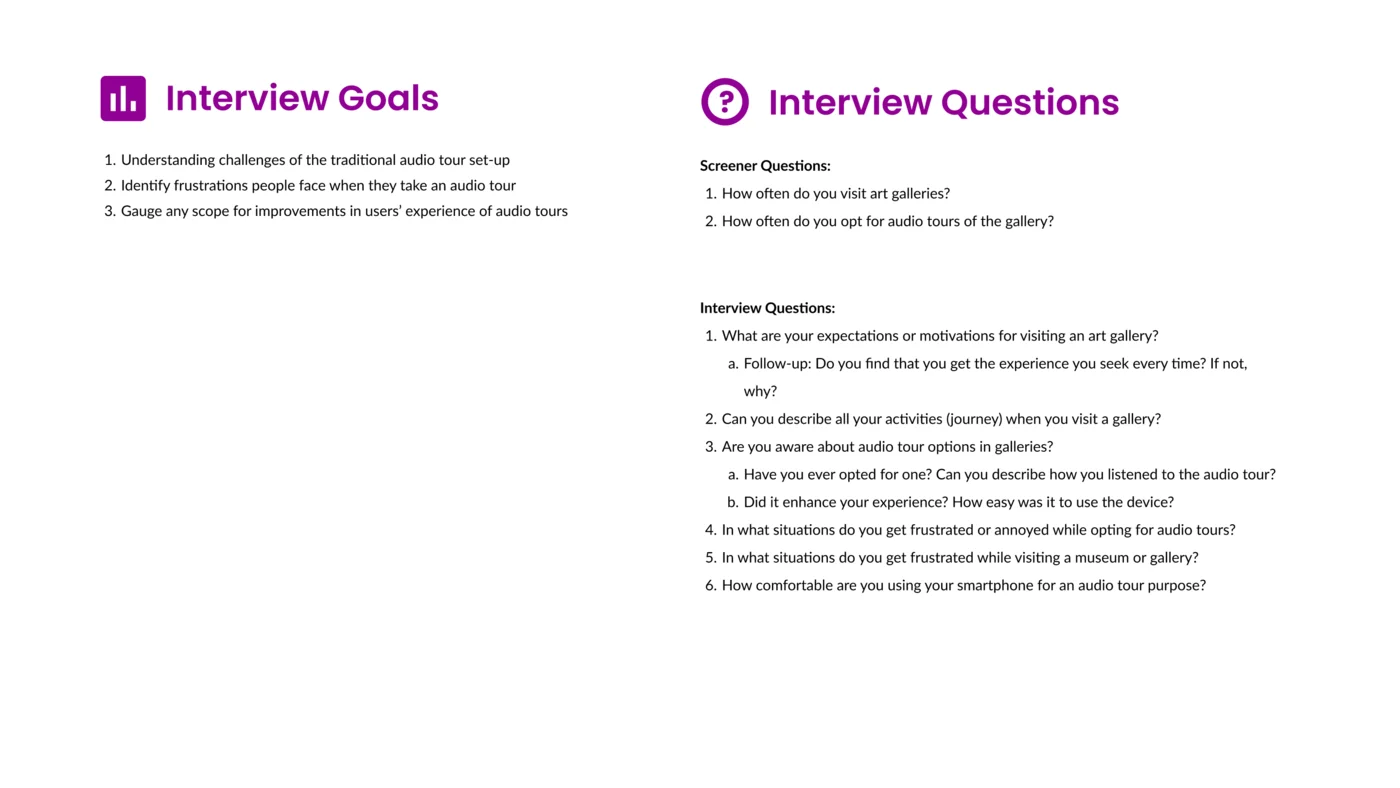 Interview Goals
1. Understanding challenges of the traditional audio tour set-up
2. Identify frustrations people face when they take an audio tour
3. Gauge any scope for improvements in users’ experience of audio tours
? Interview Questions
Screener Questions:
1. How often do you visit art galleries?
2. How often do you opt for audio tours of the gallery?
Interview Questions:
1. What are your expectations or motivations for visiting an art gallery?
a. Follow-up: Do you find that you get the experience you seek every time? If not,
why?
2. Can you describe all your activities (journey) when you visit a gallery?
3. Are you aware about audio tour options in galleries?
a. Have you ever opted for one? Can you describe how you listened to the audio tour?
b. Did it enhance your experience? How easy was it to use the device?
4. In what situations do you get frustrated or annoyed while opting for audio tours?
5. In what situations do you get frustrated while visiting a museum or gallery?
6. How comfortable are you using your smartphone for an audio tour purpose?